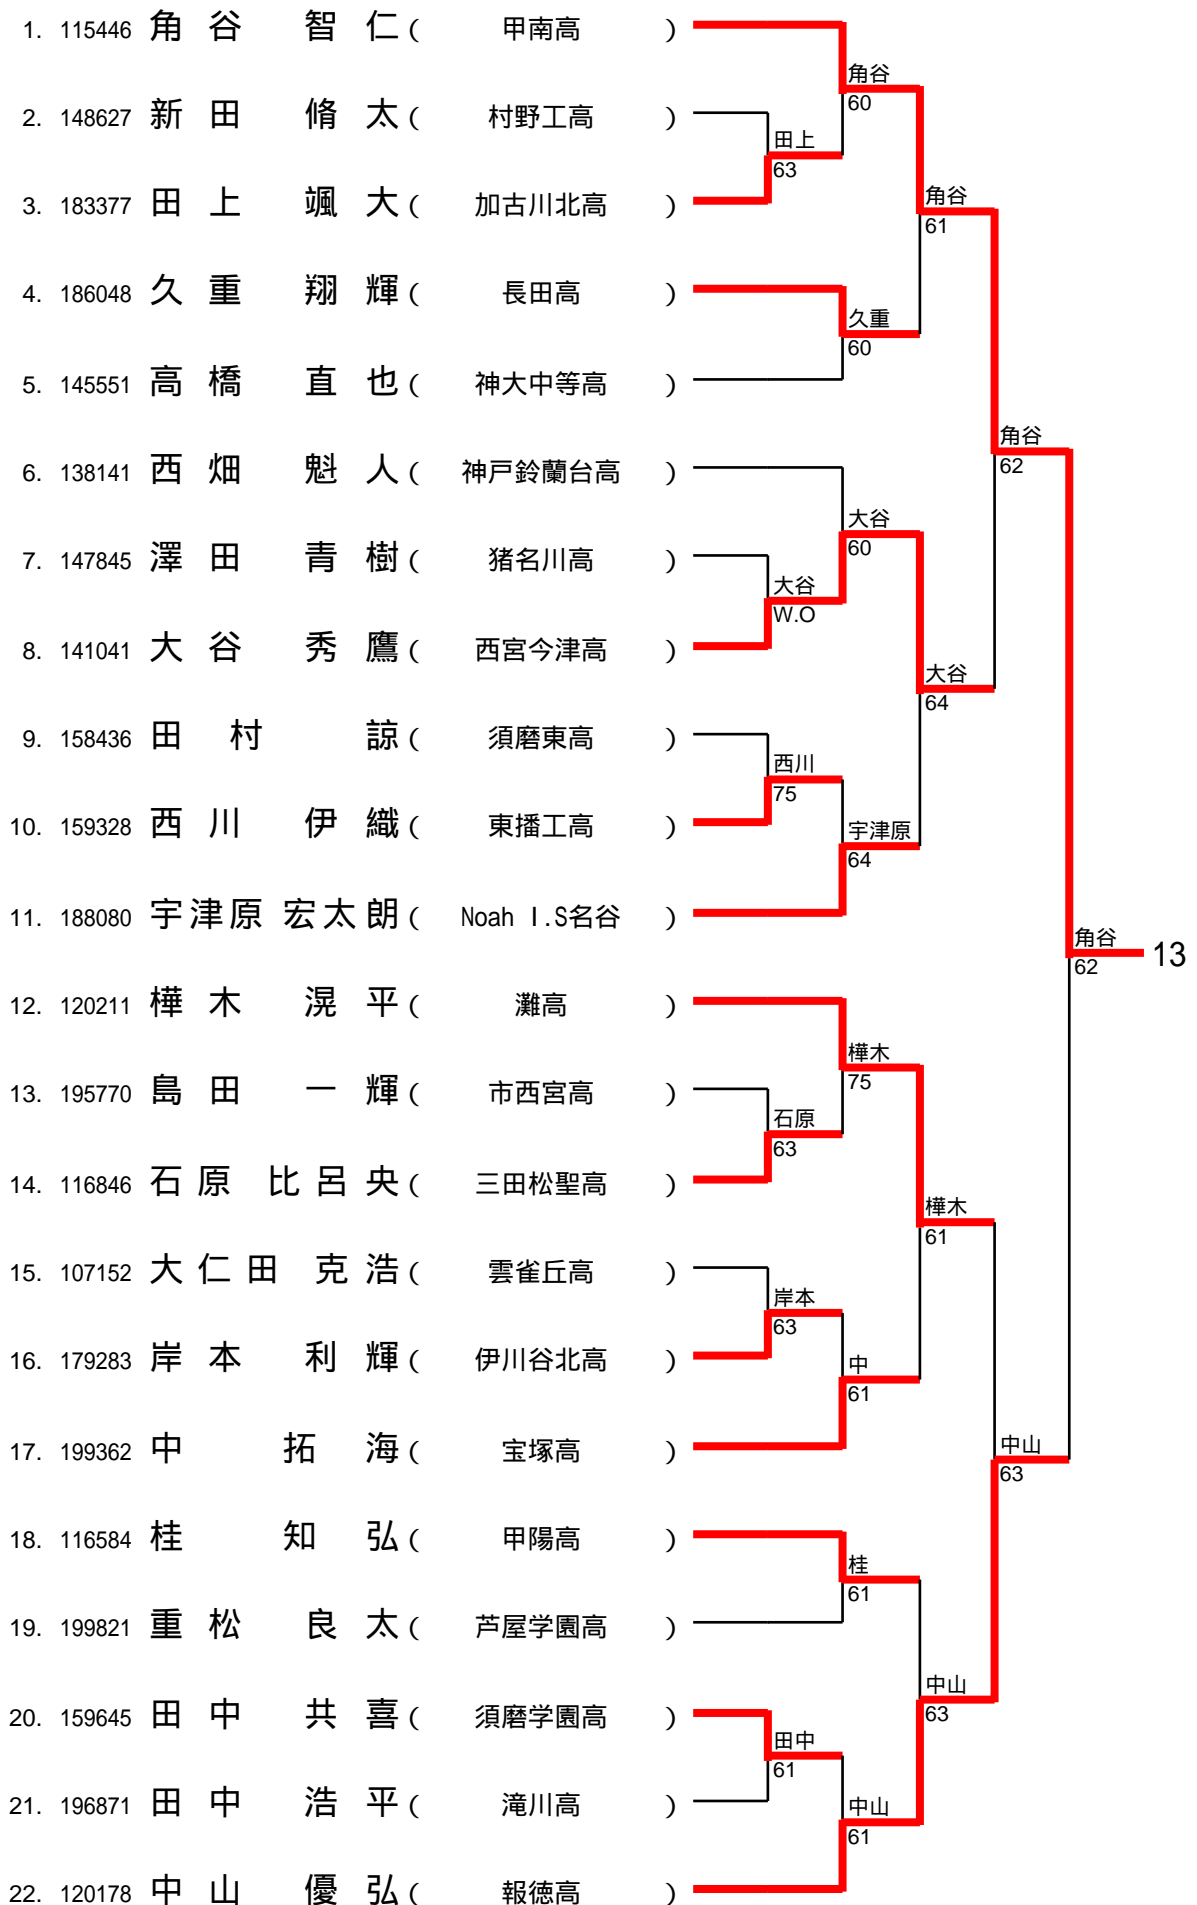 1. 115446 角谷 智仁 ( 甲南高 )
角谷
60
2. 148627 新田 脩太 ( 村野工高 )
田上
63
3. 183377 田上 颯大 ( 加古川北高 )
角谷
61
4. 186048 久重 翔輝 ( 長田高 )
久重
60
5. 145551 高橋 直也 ( 神大中等高 )
角谷
62
6. 138141 西畑 魁人 ( 神戸鈴蘭台高 )
大谷
60
7. 147845 澤田 青樹 ( 猪名川高 )
大谷
W.O
8. 141041 大谷 秀鷹 ( 西宮今津高 )
大谷
64
9. 158436 田村 諒 ( 須磨東高 )
西川
75
10. 159328 西川 伊織 ( 東播工高 )
宇津原
64
11. 188080 宇津原 宏太朗 ( Noah I.S名谷 )
角谷
62
13
12. 120211 樺木 滉平 ( 灘高 )
樺木
75
13. 195770 島田 一輝 ( 市西宮高 )
石原
63
14. 116846 石原 比呂央 ( 三田松聖高 )
樺木
61
15. 107152 大仁田 克浩 ( 雲雀丘高 )
岸本
63
16. 179283 岸本 利輝 ( 伊川谷北高 )
中
61
17. 199362 中 拓海 ( 宝塚高 )
中山
63
18. 116584 桂 知弘 ( 甲陽高 )
桂
61
19. 199821 重松 良太 ( 芦屋学園高 )
中山
63
20. 159645 田中 共喜 ( 須磨学園高 )
田中
61
21. 196871 田中 浩平 ( 滝川高 )
中山
61
22. 120178 中山 優弘 ( 報徳高 )